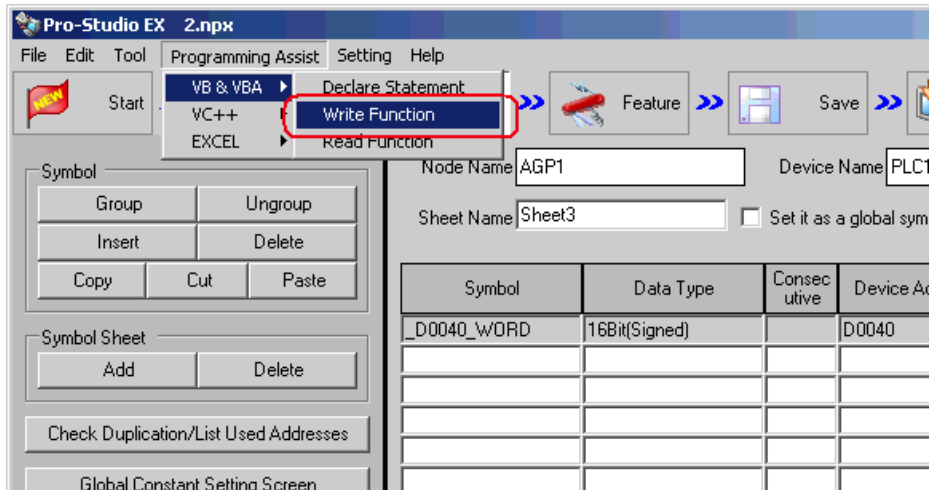 Pro-Studio EX 2.npx
File Edit Tool Programming Assist Setting Help
NEW Start Feature Save
VB & VBA Declare Statement
VC++ Write Function
EXCEL Read Function
Symbol
Group Ungroup
Insert Delete
Copy Cut Paste
Symbol Sheet
Add Delete
Check Duplication/List Used Addresses
Global Constant Setting Screen
Node Name AGP1 Device Name PLC1
Sheet Name Sheet3 Set it as a global sym
Symbol Data Type Consecutive Device Ad
_D0040_WORD 16Bit(Signed) D0040